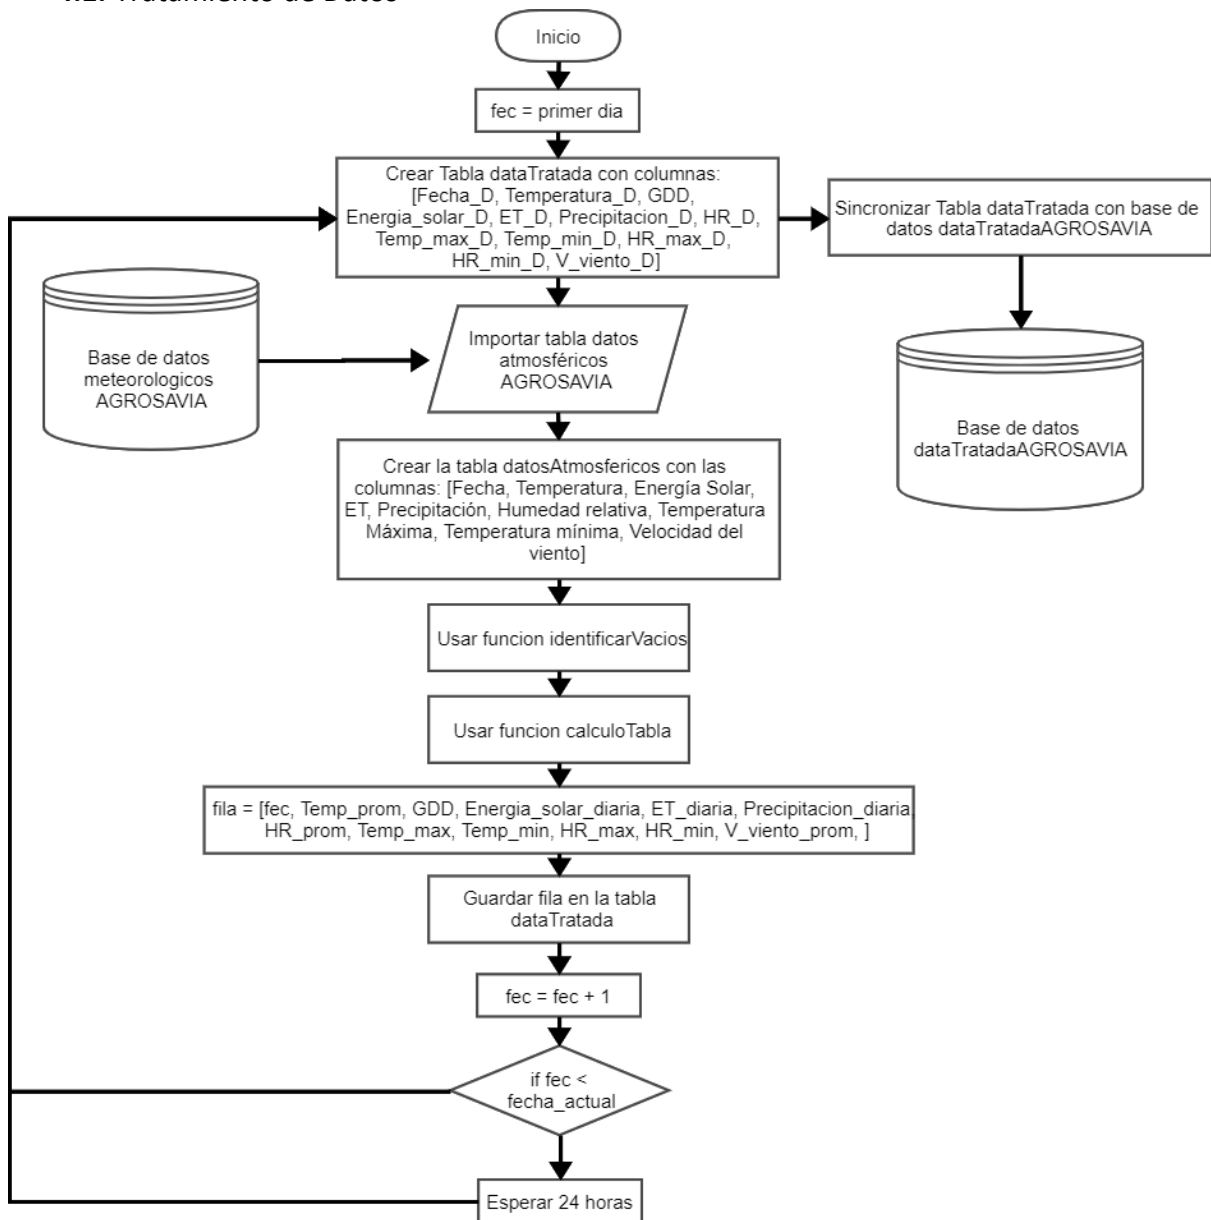 Tratamiento de Datos
Inicio
fec = primer dia
Crear Tabla dataTratada con columnas:
[Fecha_D, Temperatura_D, GDD,
Energia_solar_D, ET_D, Precipitacion_D, HR_D,
Temp_max_D, Temp_min_D, HR_max_D,
HR_min_D, V_viento_D]
Sincronizar Tabla dataTratada con base de
datos dataTratadaAGROSAVIA
Base de datos
meteorologicos
AGROSAVIA
Importar tabla datos
atmosféricos
AGROSAVIA
Base de datos
dataTratadaAGROSAVIA
Crear la tabla datosAtmosfericos con las
columnas: [Fecha, Temperatura, Energía Solar,
ET, Precipitación, Humedad relativa, Temperatura
Máxima, Temperatura mínima, Velocidad del
viento]
Usar funcion identificarVacios
Usar funcion calculoTabla
fila = [fec, Temp_prom, GDD, Energia_solar_diaria, ET_diaria, Precipitacion_diaria,
HR_prom, Temp_max, Temp_min, HR_max, HR_min, V_viento_prom, ]
Guardar fila en la tabla
dataTratada
fec = fec + 1
if fec <
fecha_actual
Esperar 24 horas